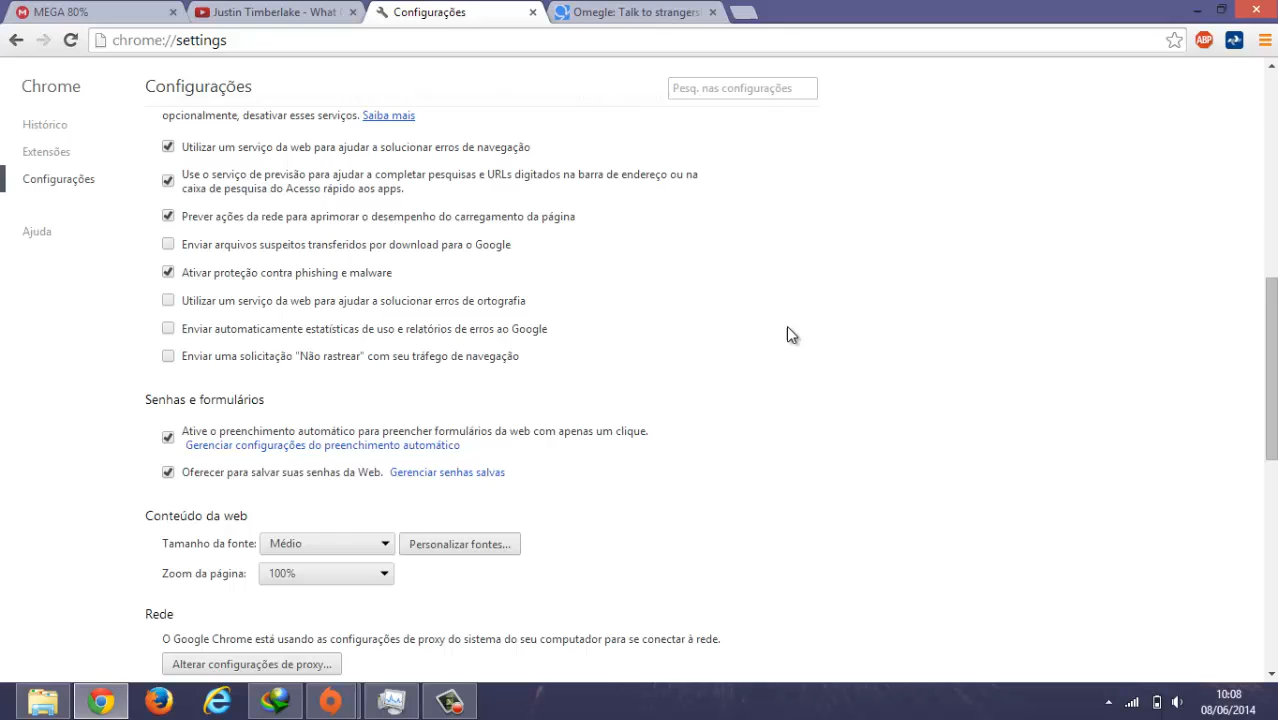 MEGA 80%
Justin Timberlake - What
Configurações
Omegle: Talk to strangers
chrome://settings
ABP
Chrome
Configurações
Pesq. nas configurações
Histórico
Extensões
Configurações
Ajuda
opcionalmente, desativar esses serviços. Saiba mais
Utilizar um serviço da web para ajudar a solucionar erros de navegação
Use o serviço de previsão para ajudar a completar pesquisas e URLs digitados na barra de endereço ou na
caixa de pesquisa do Acesso rápido aos apps.
Prever ações da rede para aprimorar o desempenho do carregamento da página
Enviar arquivos suspeitos transferidos por download para o Google
Ativar proteção contra phishing e malware
Utilizar um serviço da web para ajudar a solucionar erros de ortografia
Enviar automaticamente estatísticas de uso e relatórios de erros ao Google
Enviar uma solicitação "Não rastrear" com seu tráfego de navegação
Senhas e formulários
Ative o preenchimento automático para preencher formulários da web com apenas um clique.
Gerenciar configurações do preenchimento automático
Oferecer para salvar suas senhas da Web. Gerenciar senhas salvas
Conteúdo da web
Tamanho da fonte: Médio Personalizar fontes...
Zoom da página: 100%
Rede
O Google Chrome está usando as configurações de proxy do sistema do seu computador para se conectar à rede.
Alterar configurações de proxy...
10:08
08/06/2014